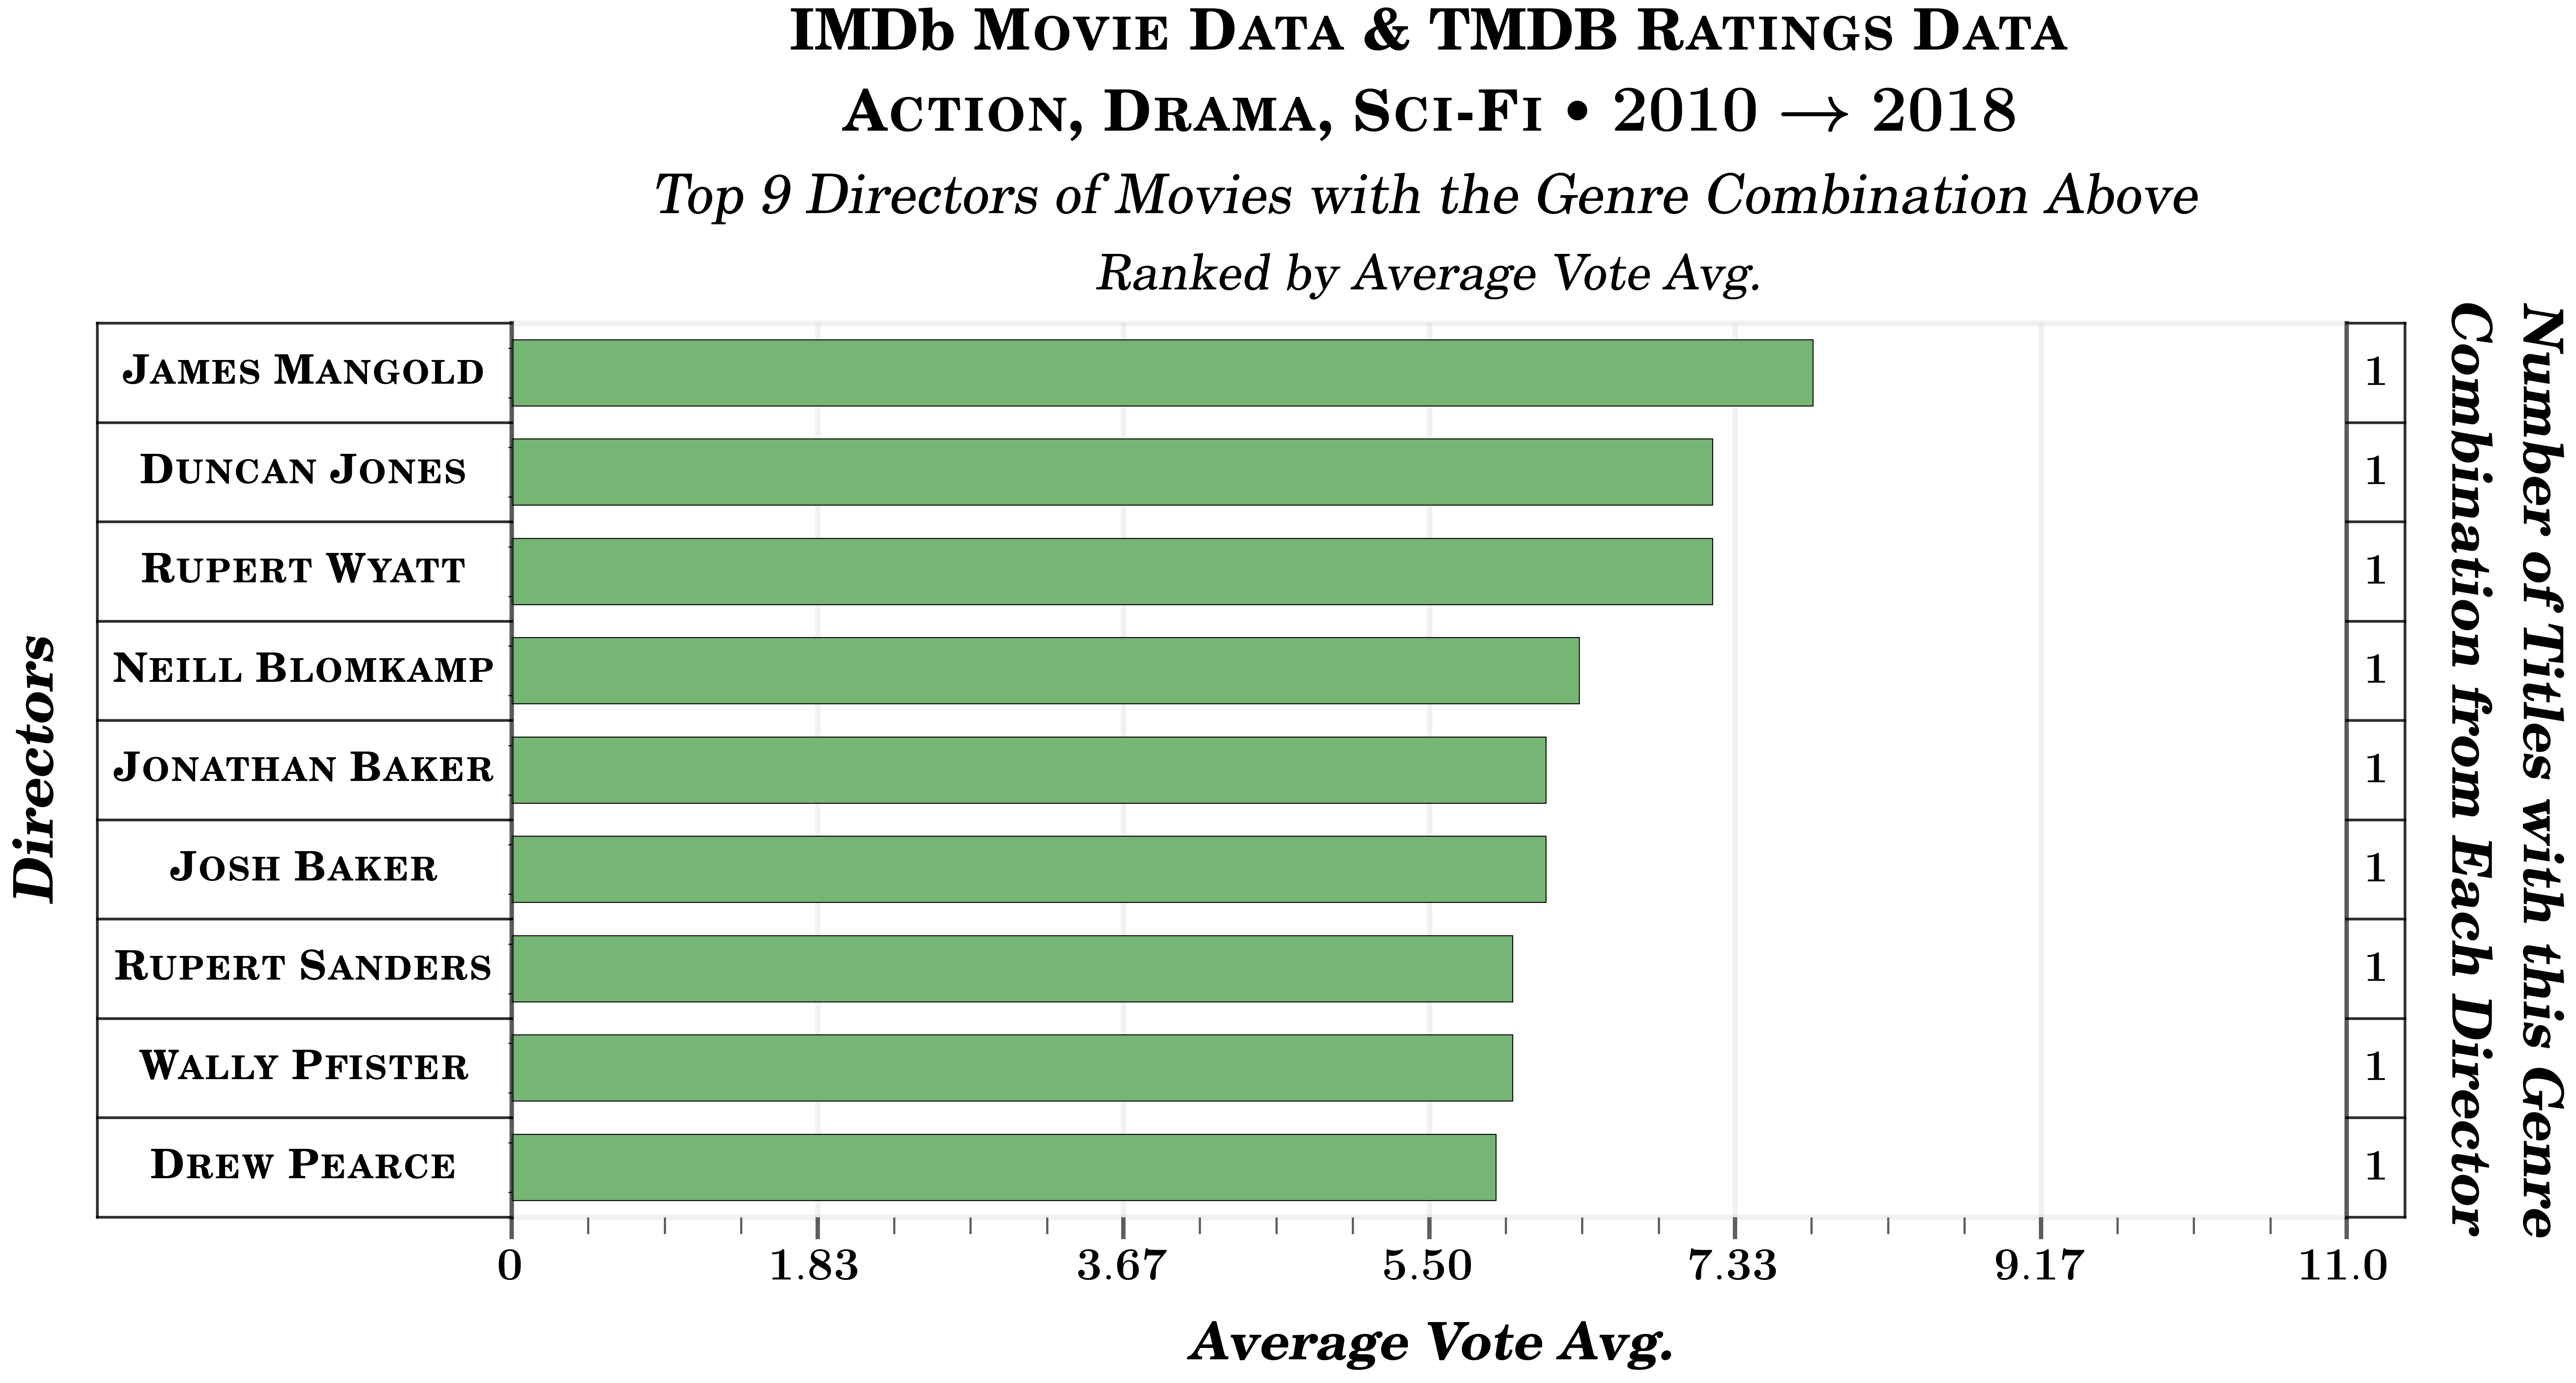 IMDb Movie Data & TMDB Ratings Data
Action, Drama, Sci-Fi • 2010 → 2018
Top 9 Directors of Movies with the Genre Combination Above
Ranked by Average Vote Avg.
Directors
James Mangold 1
Duncan Jones 1
Rupert Wyatt 1
Neill Blomkamp 1
Jonathan Baker 1
Josh Baker 1
Rupert Sanders 1
Wally Pfister 1
Drew Pearce 1
Number of Titles with this Genre
Combination from Each Director
0 1.83 3.67 5.50 7.33 9.17 11.0
Average Vote Avg.